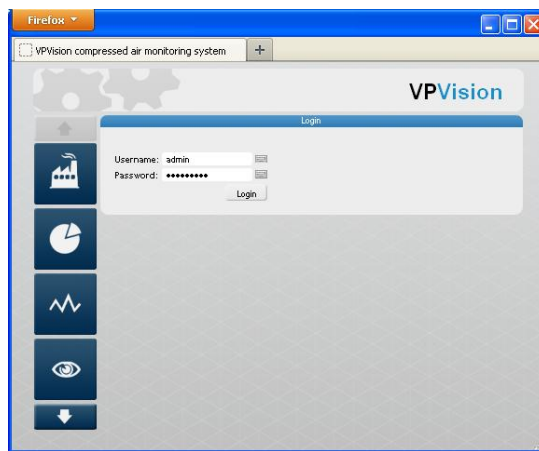 Firefox
VPVision compressed air monitoring system
VPVision
Login
Username: admin
Password: •••••••••
Login